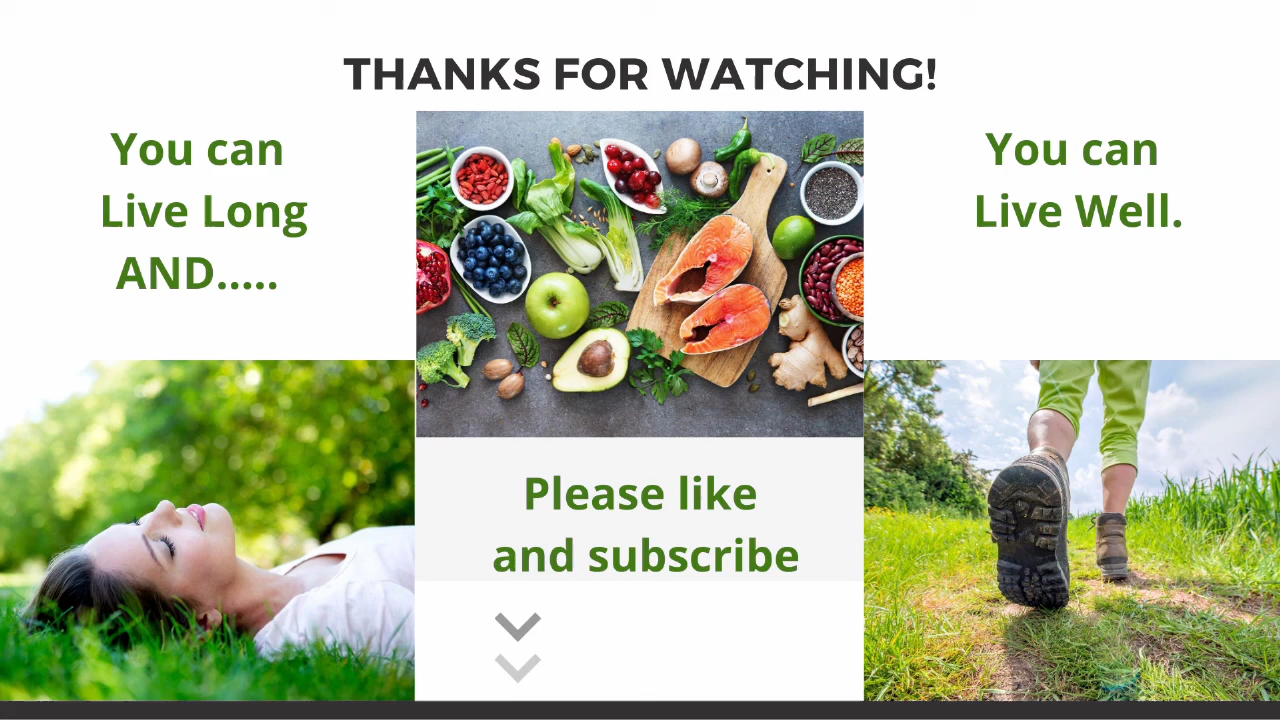 THANKS FOR WATCHING!
You can
Live Long
AND.....
You can
Live Well.
Please like
and subscribe